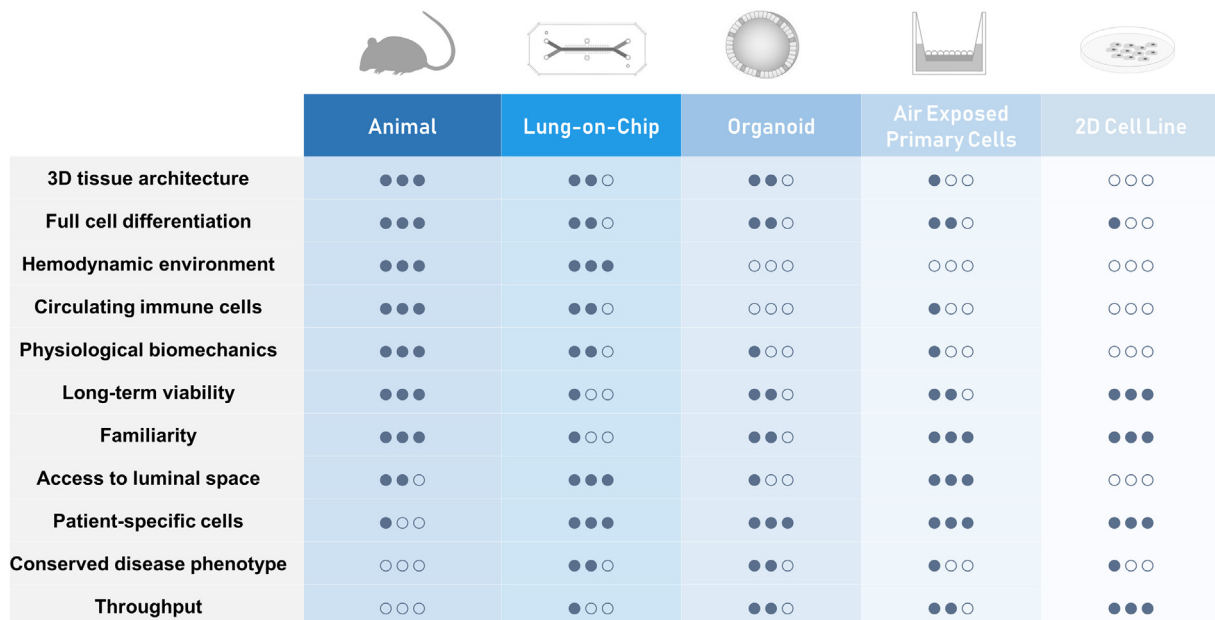 Animal
Lung-on-Chip
Organoid
Air Exposed
Primary Cells
2D Cell Line
3D tissue architecture
Full cell differentiation
Hemodynamic environment
Circulating immune cells
Physiological biomechanics
Long-term viability
Familiarity
Access to luminal space
Patient-specific cells
Conserved disease phenotype
Throughput